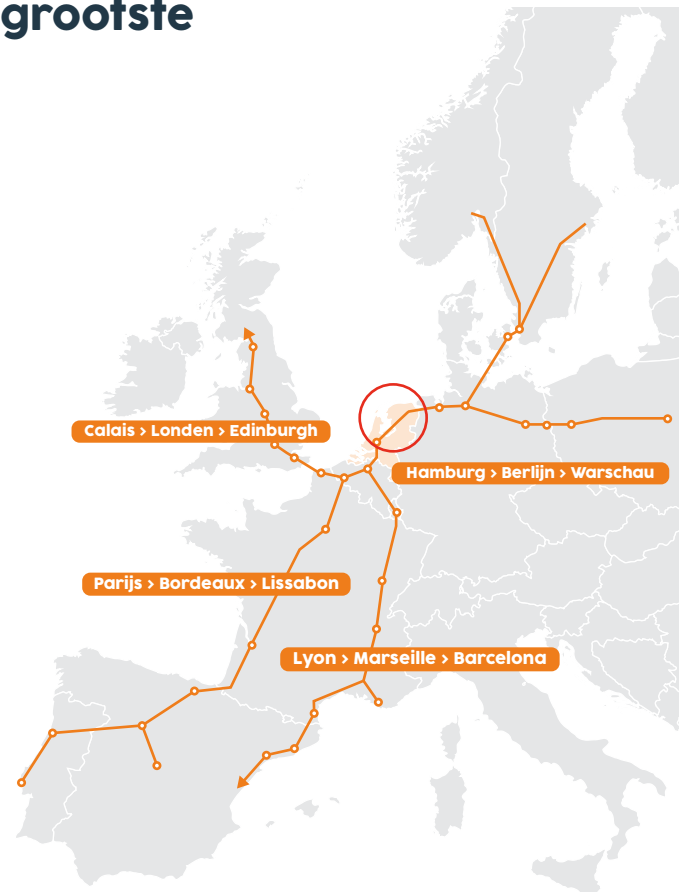 grootste
Calais > Londen > Edinburgh
Hamburg > Berlijn > Warschau
Parijs > Bordeaux > Lissabon
Lyon > Marseille > Barcelona